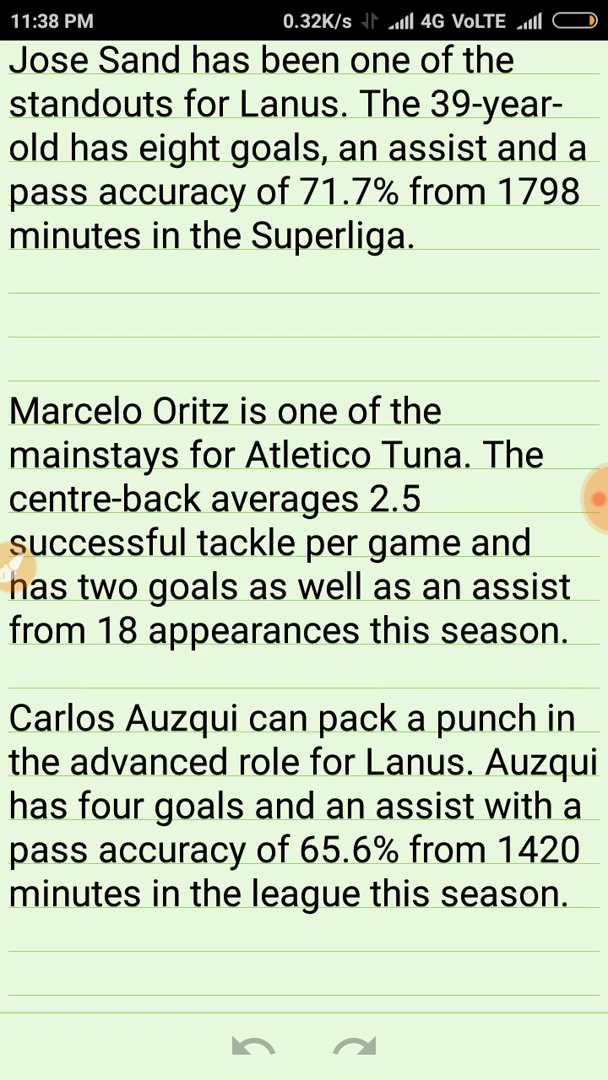 11:38 PM 0.32K/s 4G VoLTE
Jose Sand has been one of the
standouts for Lanus. The 39-year-
old has eight goals, an assist and a
pass accuracy of 71.7% from 1798
minutes in the Superliga.
Marcelo Oritz is one of the
mainstays for Atletico Tuna. The
centre-back averages 2.5
successful tackle per game and
has two goals as well as an assist
from 18 appearances this season.
Carlos Auzqui can pack a punch in
the advanced role for Lanus. Auzqui
has four goals and an assist with a
pass accuracy of 65.6% from 1420
minutes in the league this season.